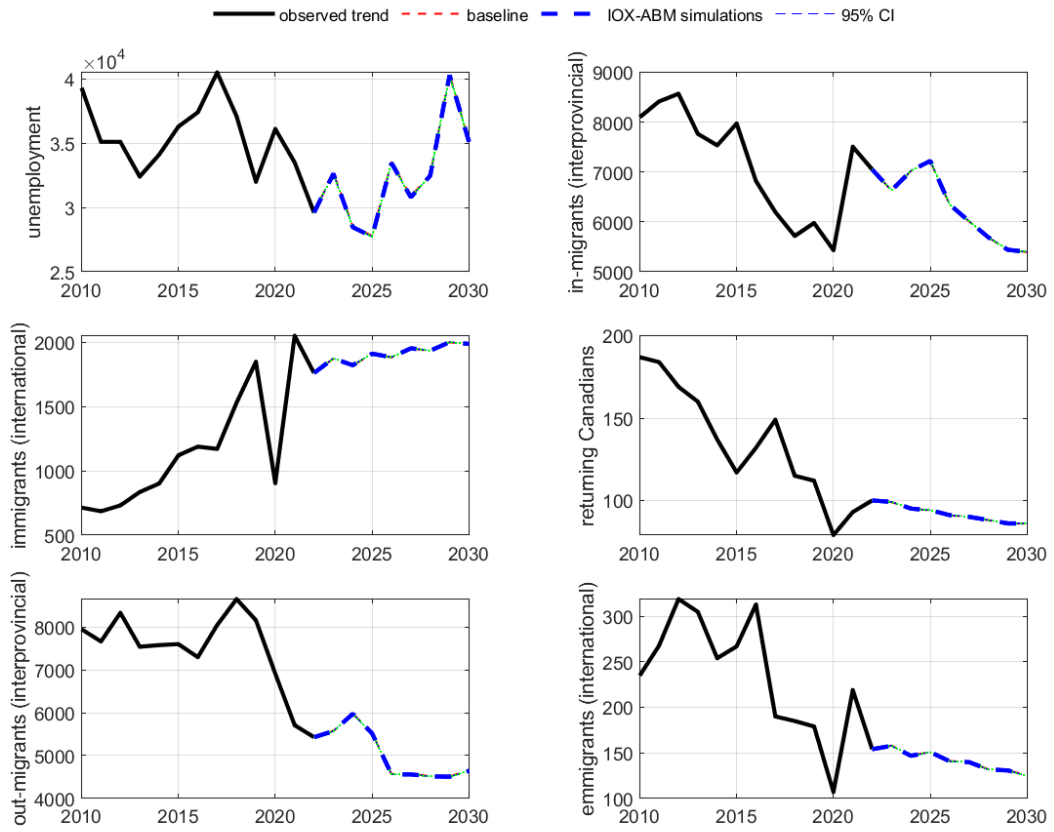 observed trend baseline IOX-ABM simulations 95% CI
×10⁴
unemployment
4
3.5
3
2.5
2010 2015 2020 2025 2030
in-migrants (interprovincial)
9000
8000
7000
6000
5000
2010 2015 2020 2025 2030
immigrants (international)
2000
1500
1000
500
2010 2015 2020 2025 2030
returning Canadians
200
150
100
2010 2015 2020 2025 2030
out-migrants (interprovincial)
8000
7000
6000
5000
4000
2010 2015 2020 2025 2030
emmigrants (international)
300
250
200
150
100
2010 2015 2020 2025 2030